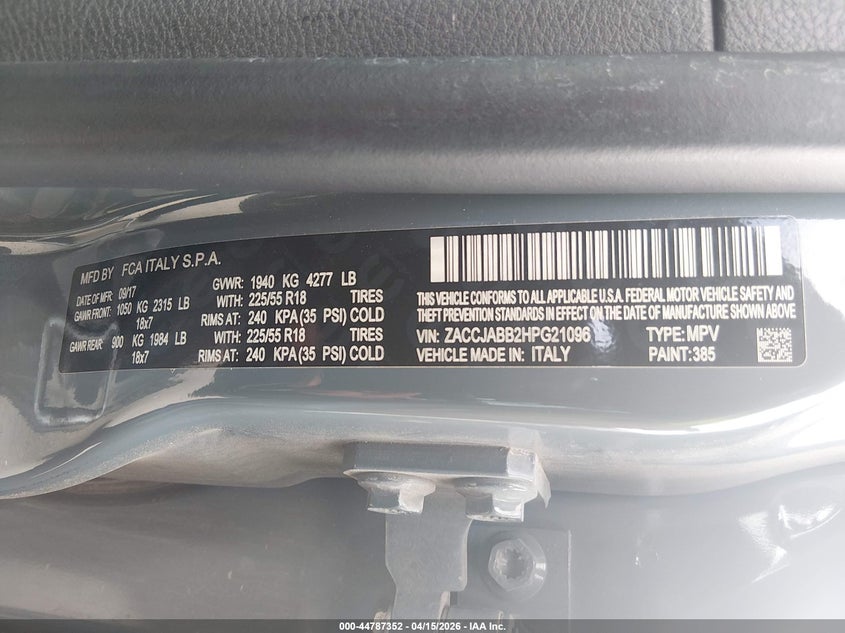 MFD BY FCA ITALY S.P.A.
DATE OF MFR 09/17 GVWR: 1940 KG 4277 LB
GAWR FRONT: 1050 KG 2315 LB WITH: 225/55 R18 TIRES
18x7 RIMS AT: 240 KPA (35 PSI) COLD
GAWR REAR: 900 KG 1984 LB WITH: 225/55 R18 TIRES
18x7 RIMS AT: 240 KPA (35 PSI) COLD
THIS VEHICLE CONFORMS TO ALL APPLICABLE U.S.A. FEDERAL MOTOR VEHICLE SAFETY AND
THEFT PREVENTION STANDARDS IN EFFECT ON THE DATE OF MANUFACTURE SHOWN ABOVE.
VIN: ZACCJABB2HPG21096 TYPE: MPV
VEHICLE MADE IN: ITALY PAINT: 385
000-44787352 - 04/15/2026 - IAA Inc.